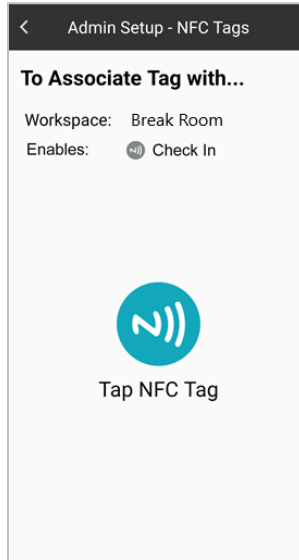 Admin Setup - NFC Tags
To Associate Tag with...
Workspace: Break Room
Enables: Check In
Tap NFC Tag